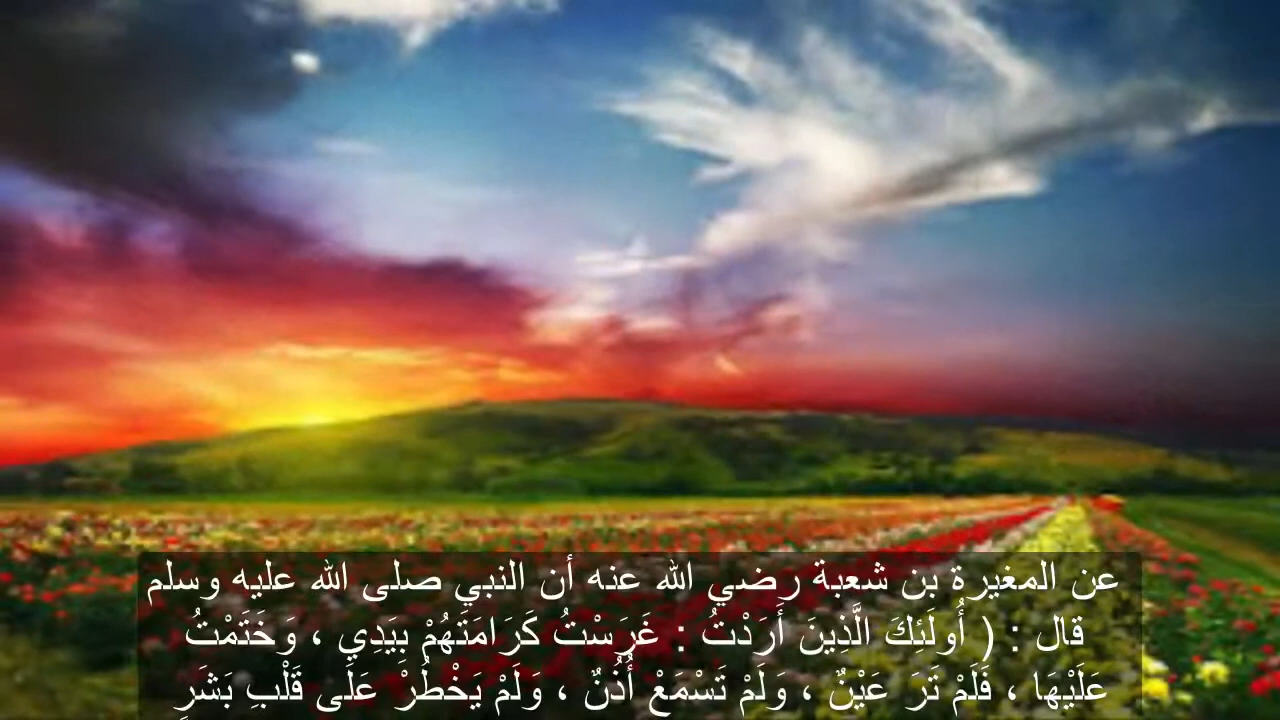 عن المغيرة بن شعبة رضي الله عنه أن النبي صلى الله عليه وسلم
قال : ( أُولَئِكَ الَّذِينَ أَرَدْتُ : غَرَسْتُ كَرَامَتَهُمْ بِيَدِي ، وَخَتَمْتُ
عَلَيْهَا ، فَلَمْ تَرَ عَيْنٌ ، وَلَمْ تَسْمَعْ أُذُنٌ ، وَلَمْ يَخْطُرْ عَلَى قَلْبِ بَشَرٍ